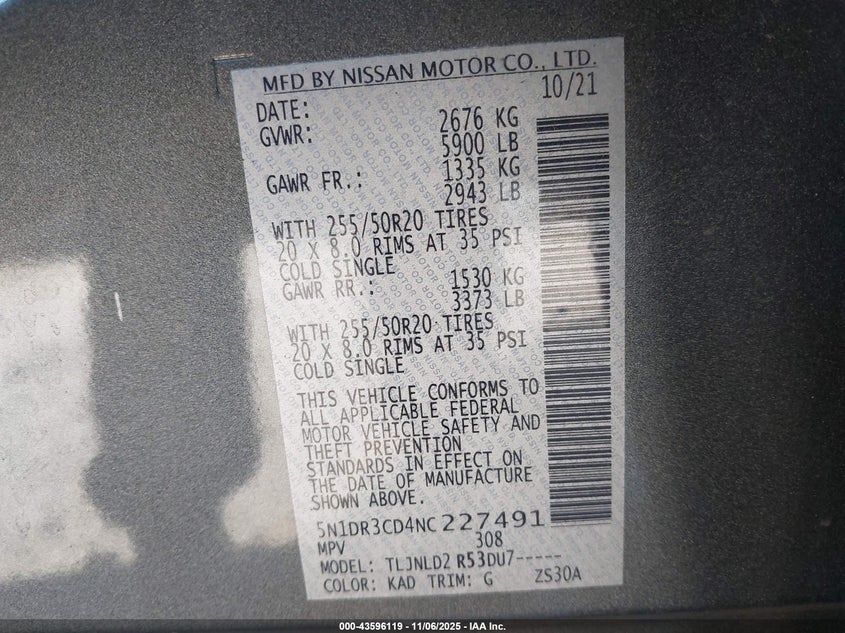 MFD BY NISSAN MOTOR CO., LTD.
DATE: 10/21
GVWR: 2676 KG
5900 LB
GAWR FR.: 1335 KG
2943 LB
WITH 255/50R20 TIRES
20 X 8.0 RIMS AT 35 PSI
COLD SINGLE
GAWR RR.: 1530 KG
3373 LB
WITH 255/50R20 TIRES
20 X 8.0 RIMS AT 35 PSI
COLD SINGLE
THIS VEHICLE CONFORMS TO
ALL APPLICABLE FEDERAL
MOTOR VEHICLE SAFETY AND
THEFT PREVENTION
STANDARDS IN EFFECT ON
THE DATE OF MANUFACTURE
SHOWN ABOVE.
5N1DR3CD4NC227491
MPV 308
MODEL: TLJNLD2 R53DU7-----
COLOR: KAD TRIM: G ZS30A
000-43596119 - 11/06/2025 - IAA Inc.